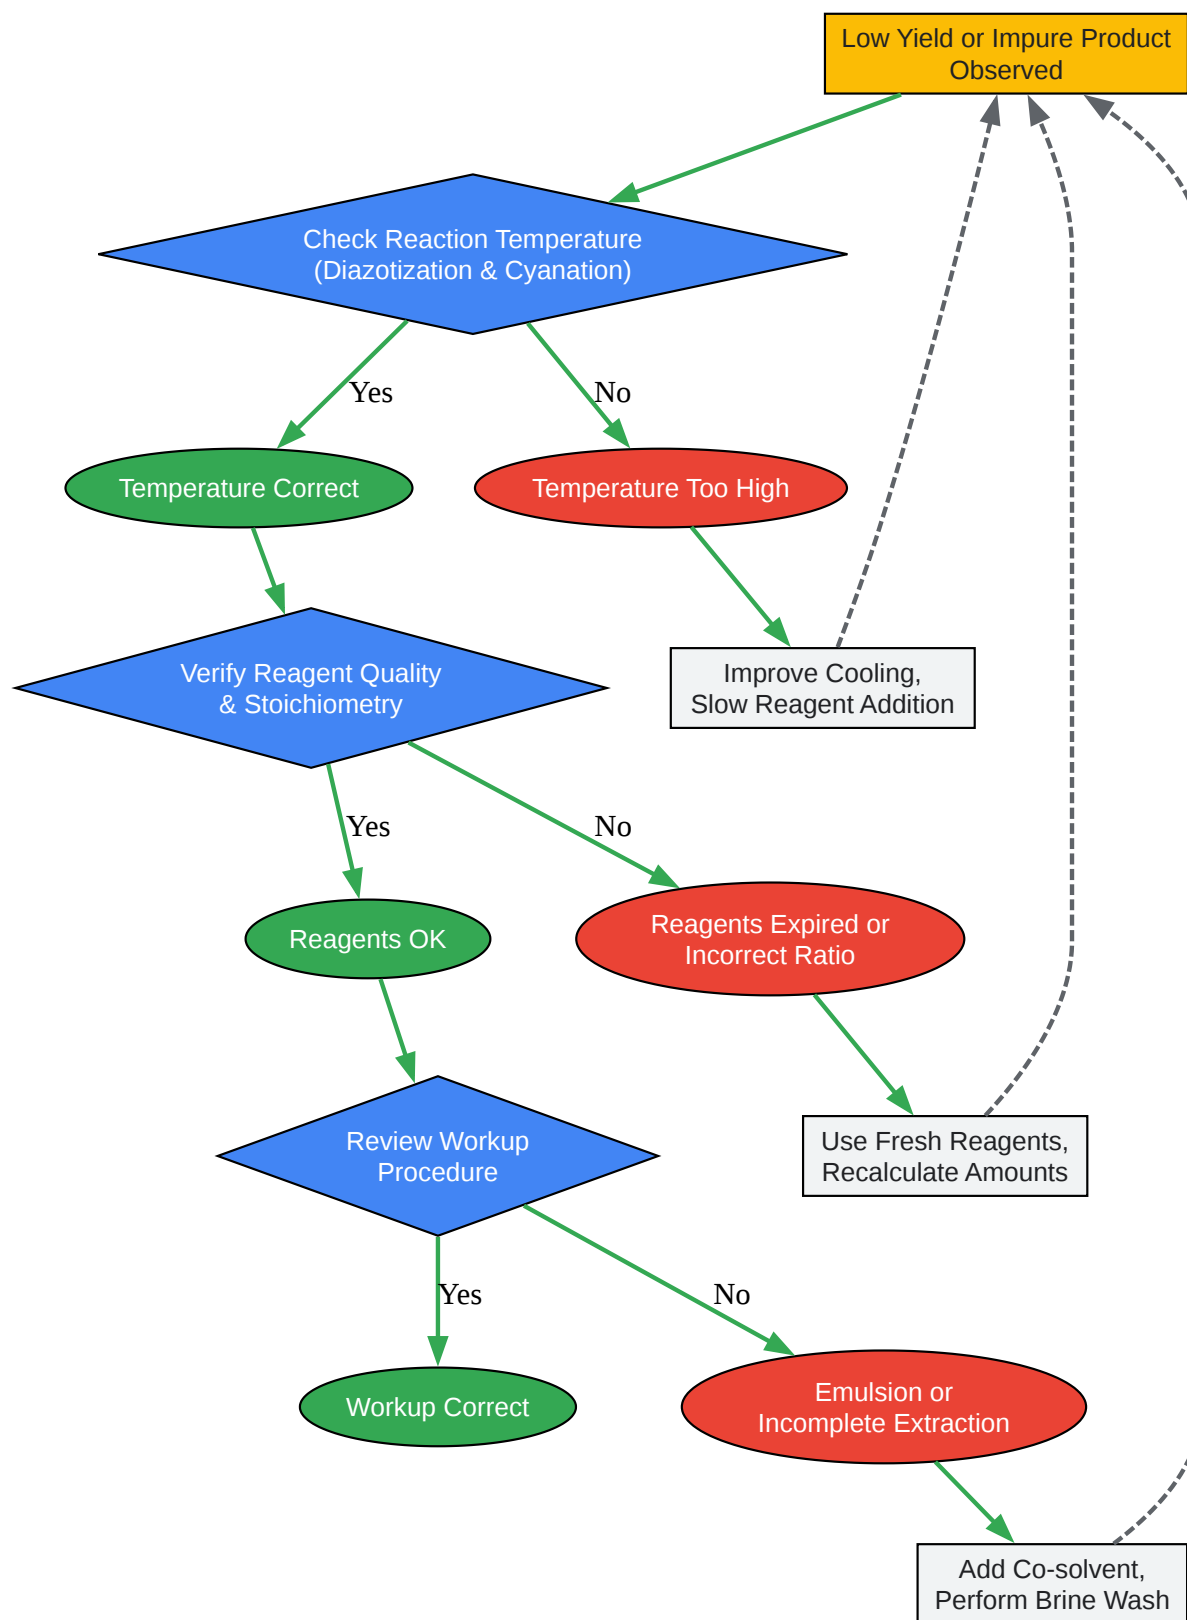 Low Yield or Impure Product
Observed
Check Reaction Temperature
(Diazotization & Cyanation)
Yes
No
Temperature Correct
Temperature Too High
Verify Reagent Quality
& Stoichiometry
Improve Cooling,
Slow Reagent Addition
Yes
No
Reagents OK
Reagents Expired or
Incorrect Ratio
Review Workup
Procedure
Use Fresh Reagents,
Recalculate Amounts
Yes
No
Workup Correct
Emulsion or
Incomplete Extraction
Add Co-solvent,
Perform Brine Wash